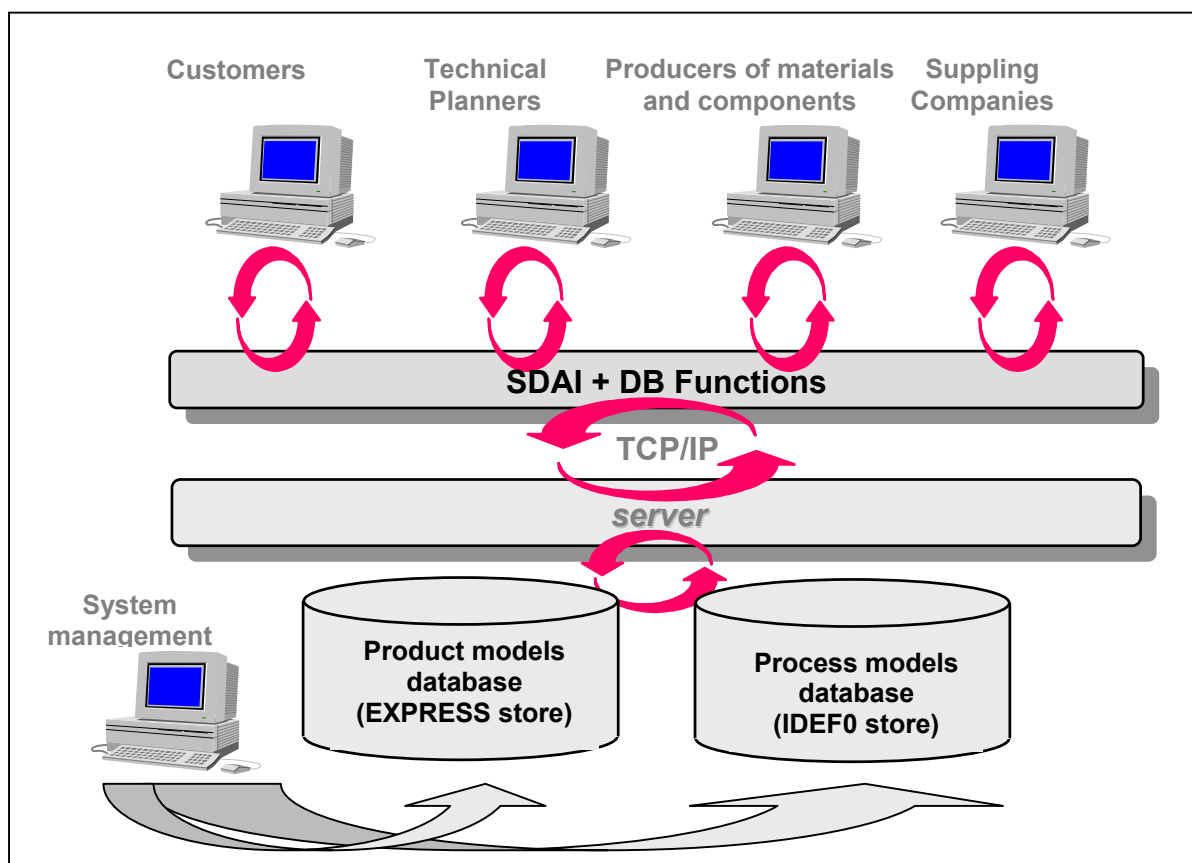 Customers
Technical
Planners
Producers of materials
and components
Suppling
Companies
SDAI + DB Functions
TCP/IP
server
System
management
Product models
database
(EXPRESS store)
Process models
database
(IDEF0 store)